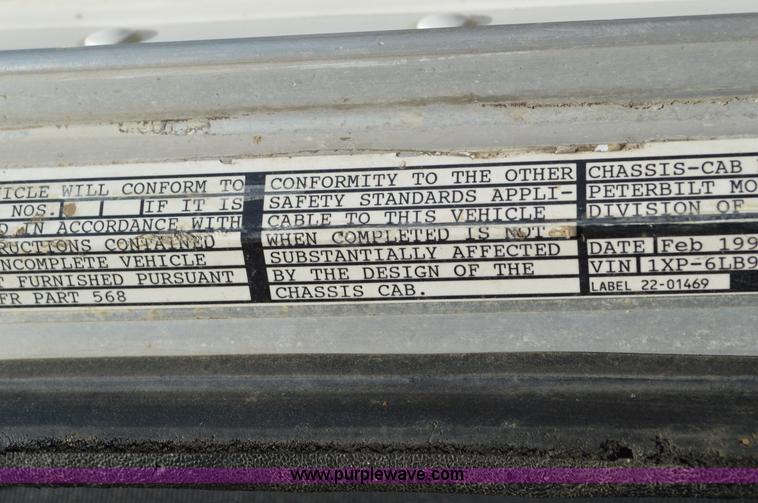 HICLE WILL CONFORM TO
NOS. IF IT IS
D IN ACCORDANCE WITH
RUCTIONS CONTAINED
NCOMPLETE VEHICLE
T FURNISHED PURSUANT
FR PART 568
CONFORMITY TO THE OTHER
SAFETY STANDARDS APPLI-
CABLE TO THIS VEHICLE
WHEN COMPLETED IS NOT
SUBSTANTIALLY AFFECTED
BY THE DESIGN OF THE
CHASSIS CAB.
CHASSIS-CAB
PETERBILT MO
DIVISION OF
DATE Feb 199
VIN 1XP-6LB9
LABEL 22-01469
www.purplewave.com